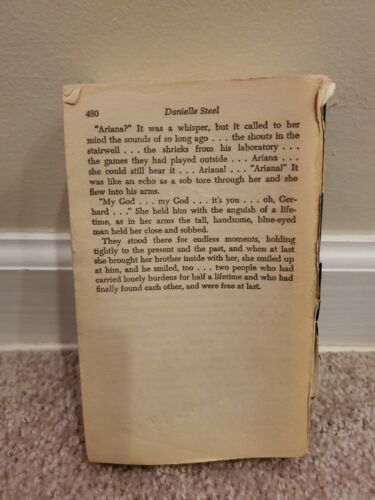 480 Danielle Steel
"Ariana?" It was a whisper, but it called to her
mind the sounds of so long ago . . . the shouts in the
stairwell . . . the shrieks from his laboratory . . .
the games they had played outside . . . Ariana . . .
she could still hear it . . . Ariana! . . . "Ariana!" It
was like an echo as a sob tore through her and she
flew into his arms.
"My God . . . my God . . . it's you . . . oh, Ger-
hard . . ." She held him with the anguish of a life-
time, as in her arms the tall, handsome, blue-eyed
man held her close and sobbed.
They stood there for endless moments, holding
tightly to the present and the past, and when at last
she brought her brother inside with her, she smiled up
at him, and he smiled, too . . . two people who had
carried lonely burdens for half a lifetime and who had
finally found each other, and were free at last.